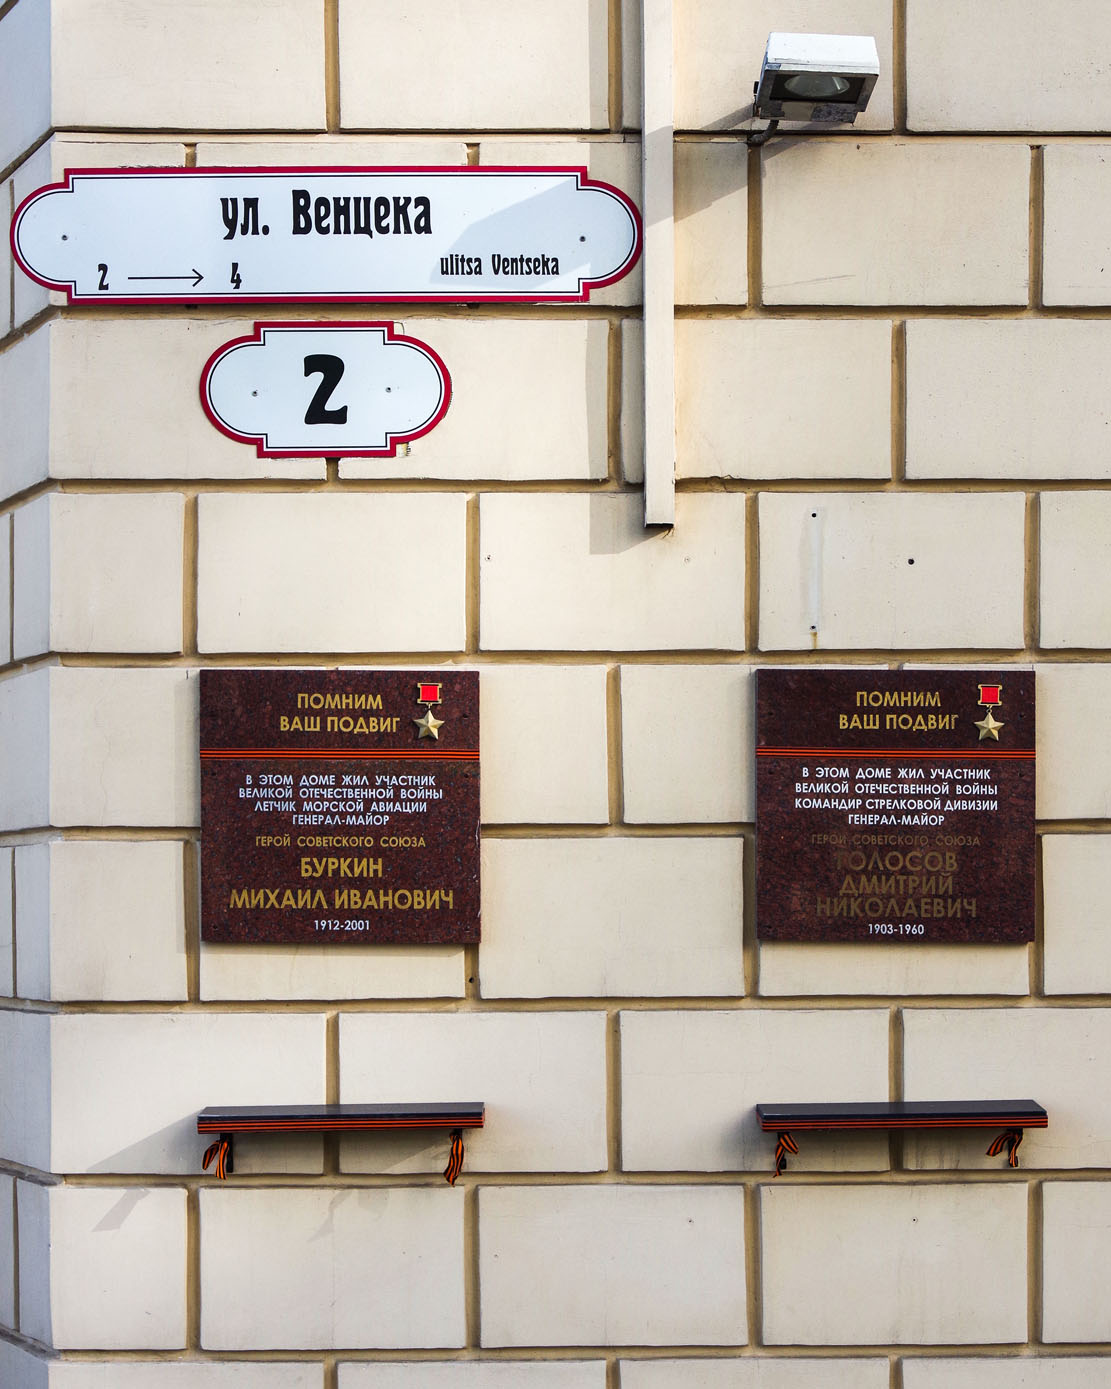 ул. Венцека
2 → 4
ulitsa Ventseka
2
ПОМНИМ
ВАШ ПОДВИГ
В ЭТОМ ДОМЕ ЖИЛ УЧАСТНИК
ВЕЛИКОЙ ОТЕЧЕСТВЕННОЙ ВОЙНЫ
ЛЕТЧИК МОРСКОЙ АВИАЦИИ
ГЕНЕРАЛ-МАЙОР
ГЕРОЙ СОВЕТСКОГО СОЮЗА
БУРКИН
МИХАИЛ ИВАНОВИЧ
1912-2001
ПОМНИМ
ВАШ ПОДВИГ
В ЭТОМ ДОМЕ ЖИЛ УЧАСТНИК
ВЕЛИКОЙ ОТЕЧЕСТВЕННОЙ ВОЙНЫ
КОМАНДИР СТРЕЛКОВОЙ ДИВИЗИИ
ГЕНЕРАЛ-МАЙОР
ГЕРОЙ СОВЕТСКОГО СОЮЗА
ГОЛОСОВ
ДМИТРИЙ
НИКОЛАЕВИЧ
1903-1960